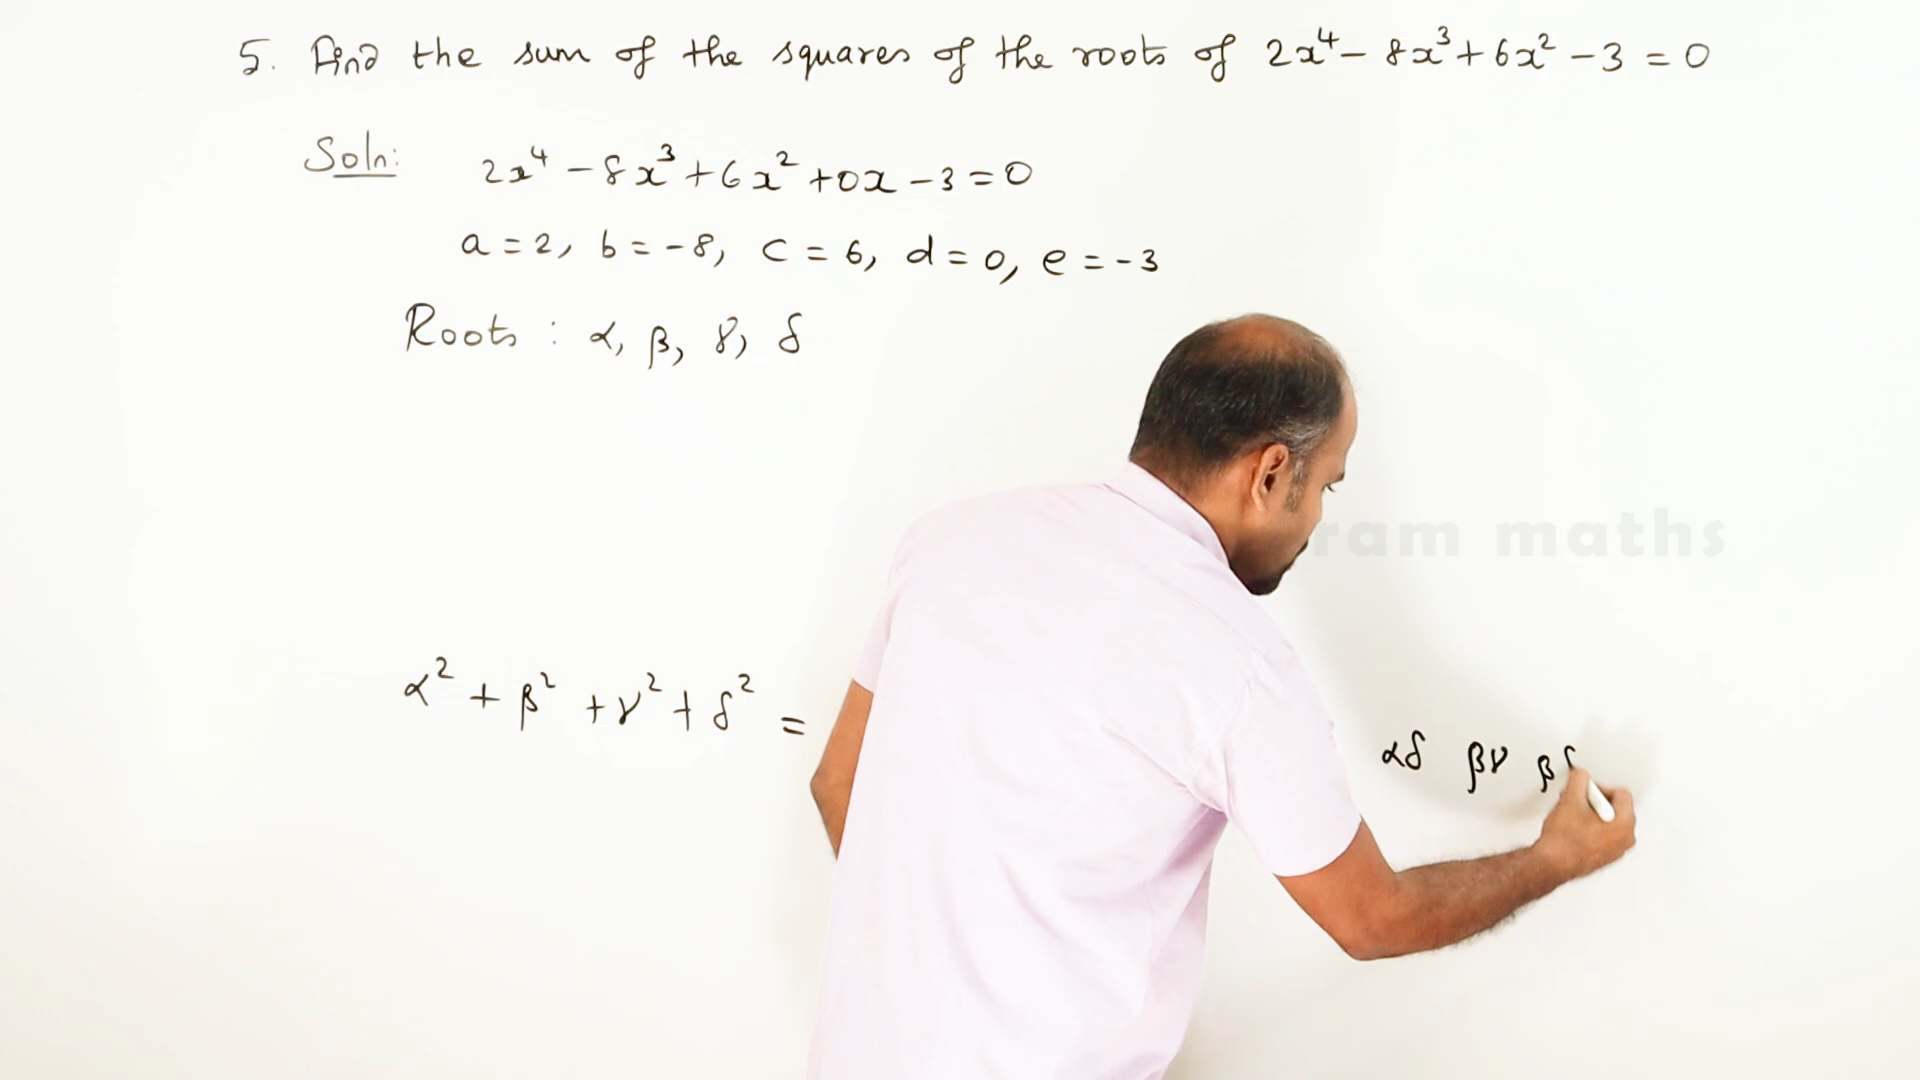 5. Find the sum of the squares of the roots of 2x⁴ - 8x³ + 6x² - 3 = 0
Soln: 2x⁴ - 8x³ + 6x² + 0x - 3 = 0
a = 2, b = -8, c = 6, d = 0, e = -3
Roots : α, β, γ, δ
ram maths
α² + β² + γ² + δ² =
αδ βγ βδ